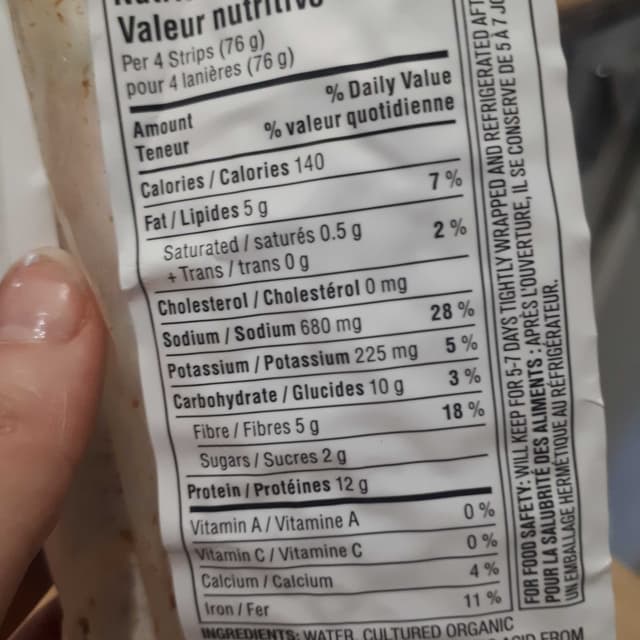 Valeur nutritive
Per 4 Strips (76 g)
pour 4 lanières (76 g)
Amount % Daily Value
Teneur % valeur quotidienne
Calories / Calories 140
Fat / Lipides 5 g 7 %
Saturated / saturés 0.5 g 2 %
+ Trans / trans 0 g
Cholesterol / Cholestérol 0 mg
Sodium / Sodium 680 mg 28 %
Potassium / Potassium 225 mg 5 %
Carbohydrate / Glucides 10 g 3 %
Fibre / Fibres 5 g 18 %
Sugars / Sucres 2 g
Protein / Protéines 12 g
Vitamin A / Vitamine A 0 %
Vitamin C / Vitamine C 0 %
Calcium / Calcium 4 %
Iron / Fer 11 %
INGREDIENTS: WATER, CULTURED ORGANIC
FROM
FOR FOOD SAFETY: WILL KEEP FOR 5-7 DAYS TIGHTLY WRAPPED AND REFRIGERATED
POUR LA SALUBRITÉ DES ALIMENTS : APRÈS L'OUVERTURE, IL SE CONSERVE DE 5 À 7
UN EMBALLAGE HERMÉTIQUE AU RÉFRIGÉRATEUR.